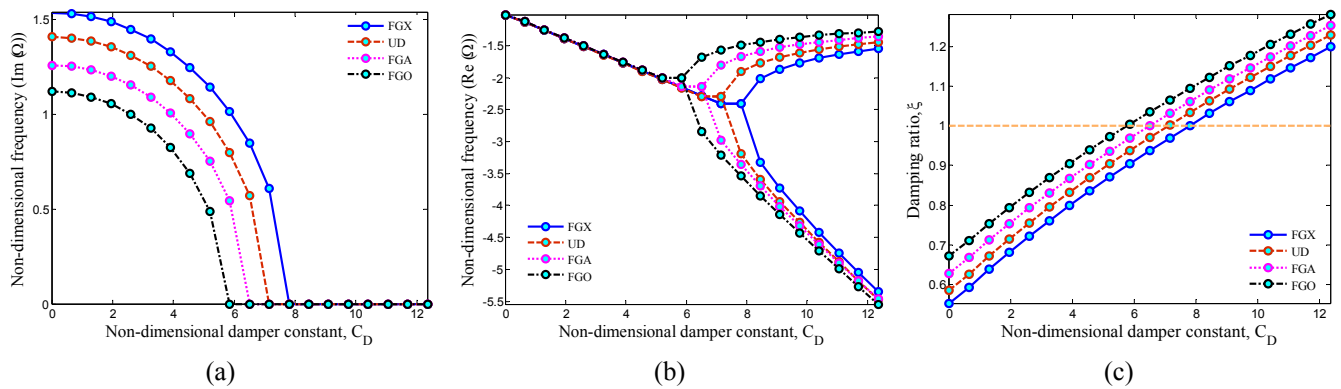 Non-dimensional frequency (Im (Ω))
1.5
1
0.5
0
0
2
4
6
8
10
12
Non-dimensional damper constant, C_D
FGX
UD
FGA
FGO
(a)
Non-dimensional frequency (Re (Ω))
-1.5
-2
-2.5
-3
-3.5
-4
-4.5
-5
-5.5
0
2
4
6
8
10
12
Non-dimensional damper constant, C_D
FGX
UD
FGA
FGO
(b)
Damping ratio, ξ
1.2
1.1
1
0.9
0.8
0.7
0.6
0
2
4
6
8
10
12
Non-dimensional damper constant, C_D
FGX
UD
FGA
FGO
(c)